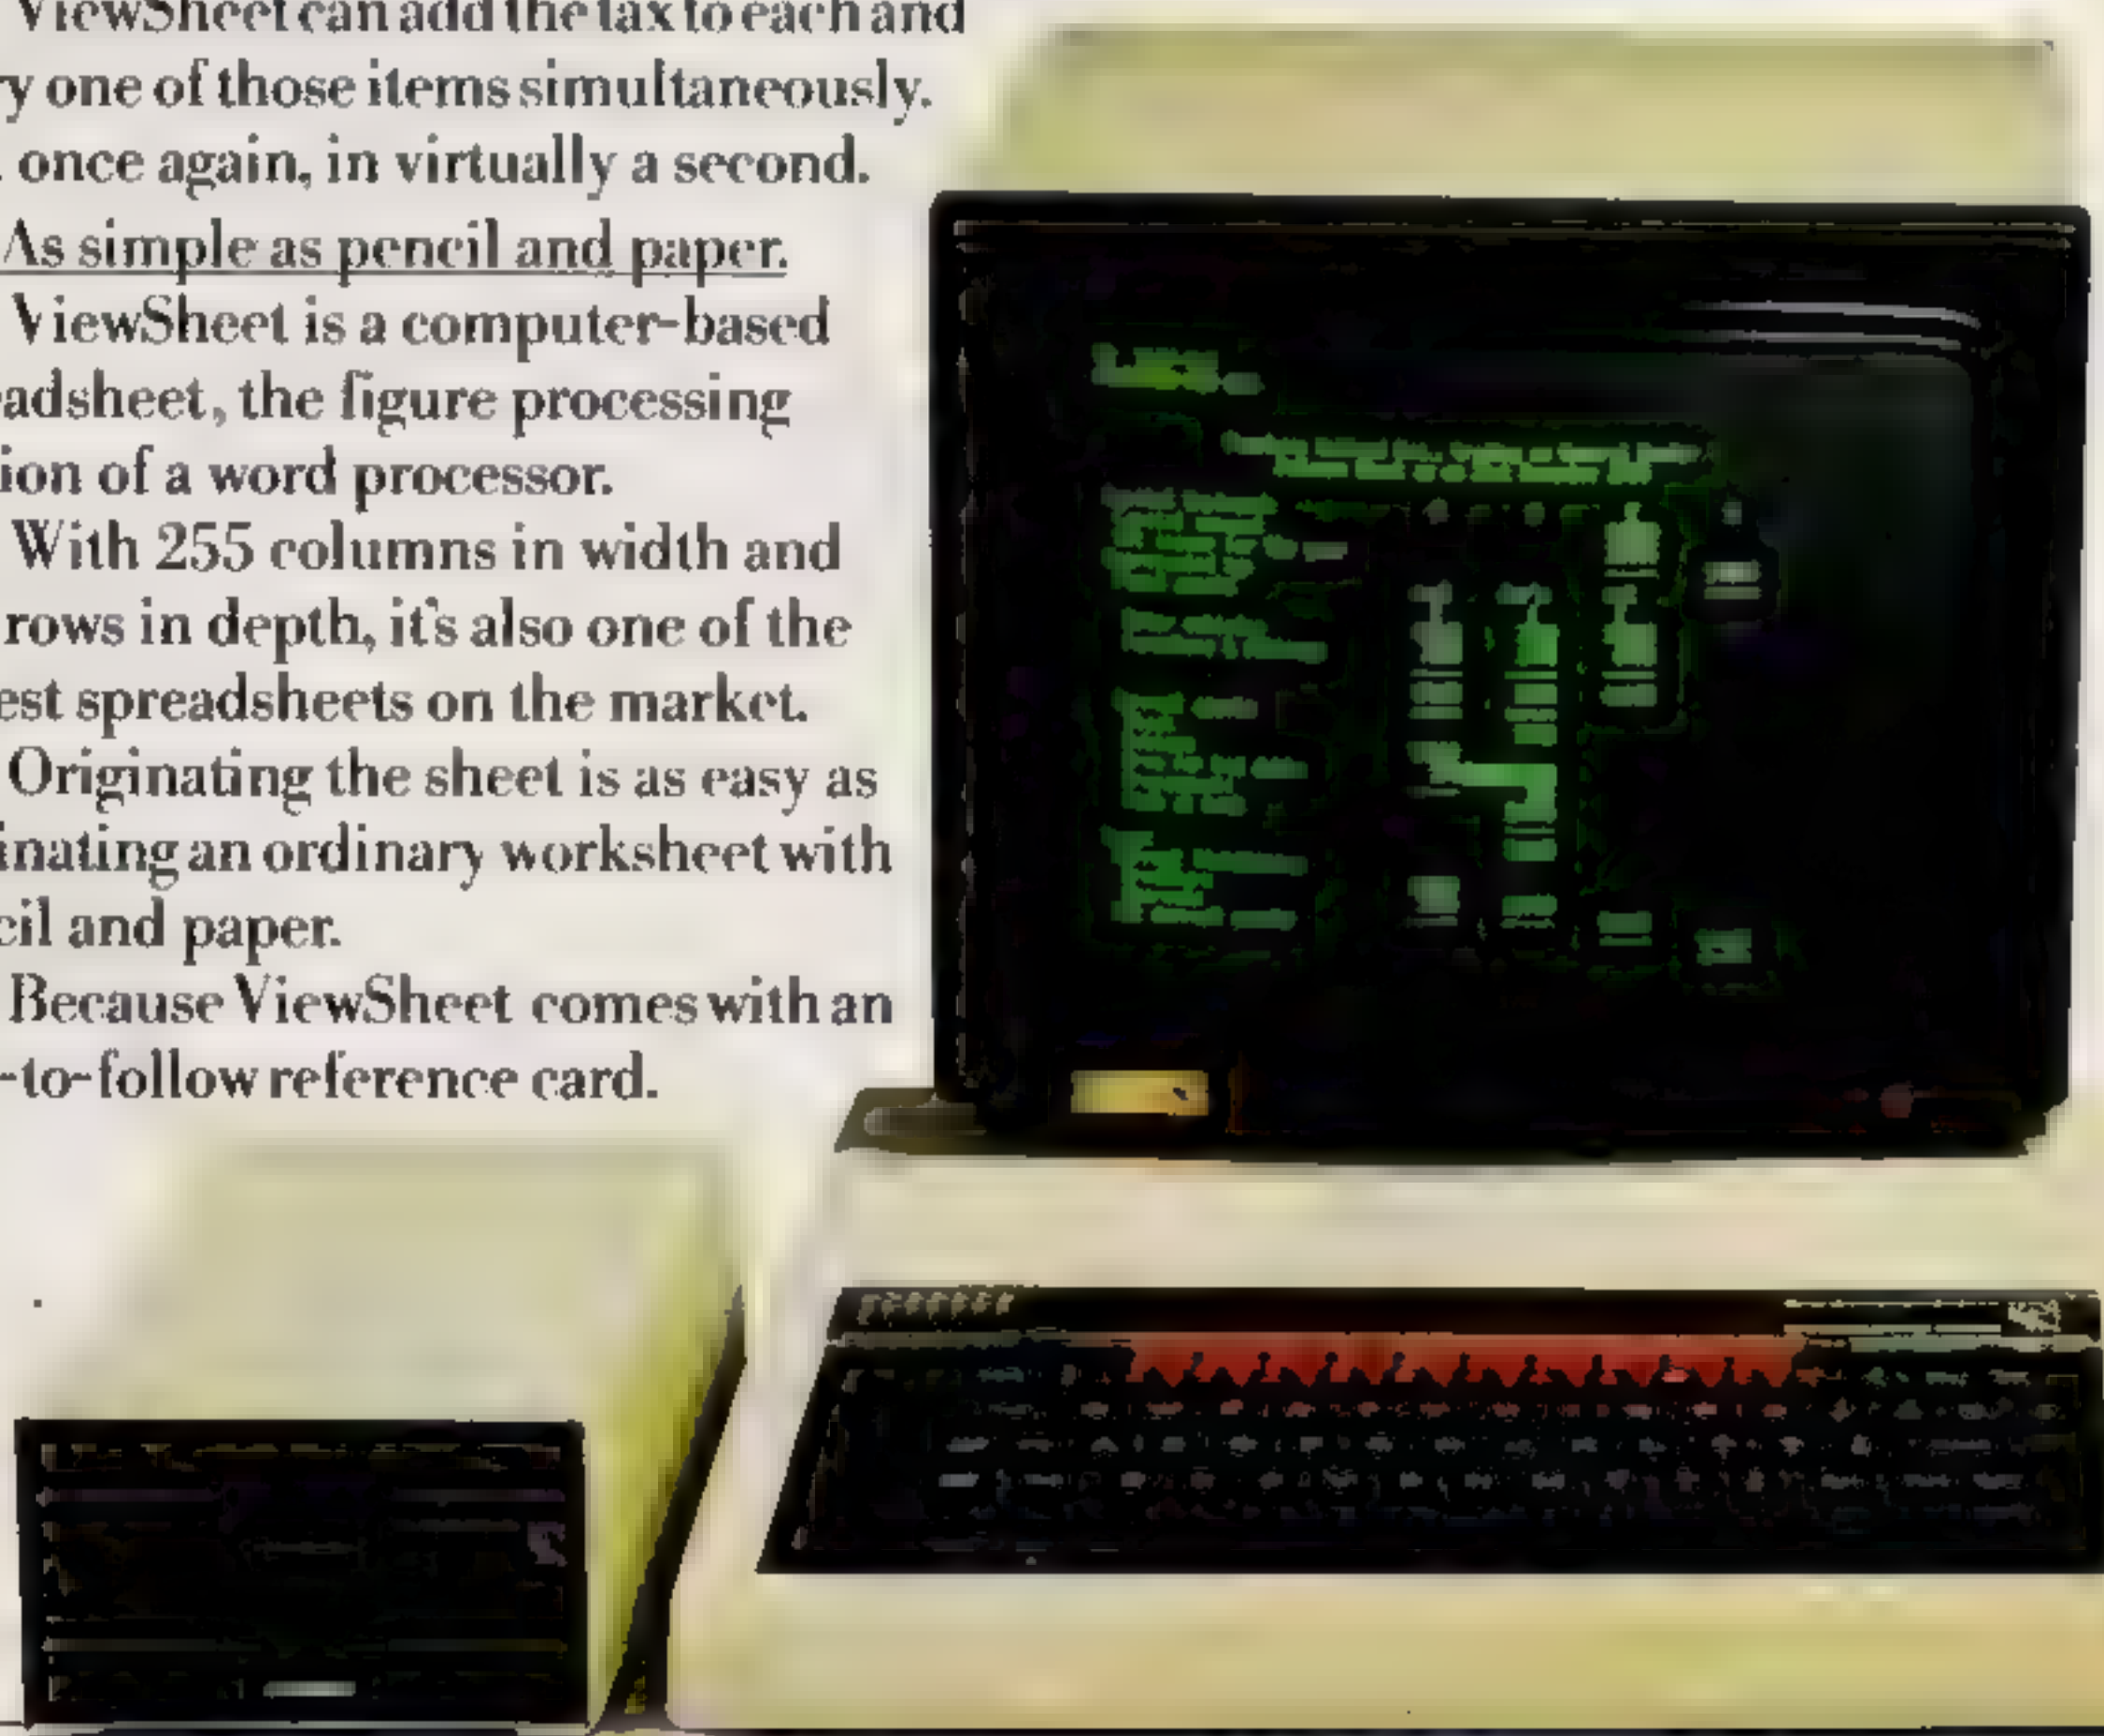 ViewSheet can add the tax to each and
y one of those items simultaneously.
once again, in virtually a second.
As simple as pencil and paper.
ViewSheet is a computer-based
adsheet, the figure processing
ion of a word processor.
With 255 columns in width and
rows in depth, it's also one of the
est spreadsheets on the market.
Originating the sheet is as easy as
inating an ordinary worksheet with
cil and paper.
Because ViewSheet comes with an
-to-follow reference card.